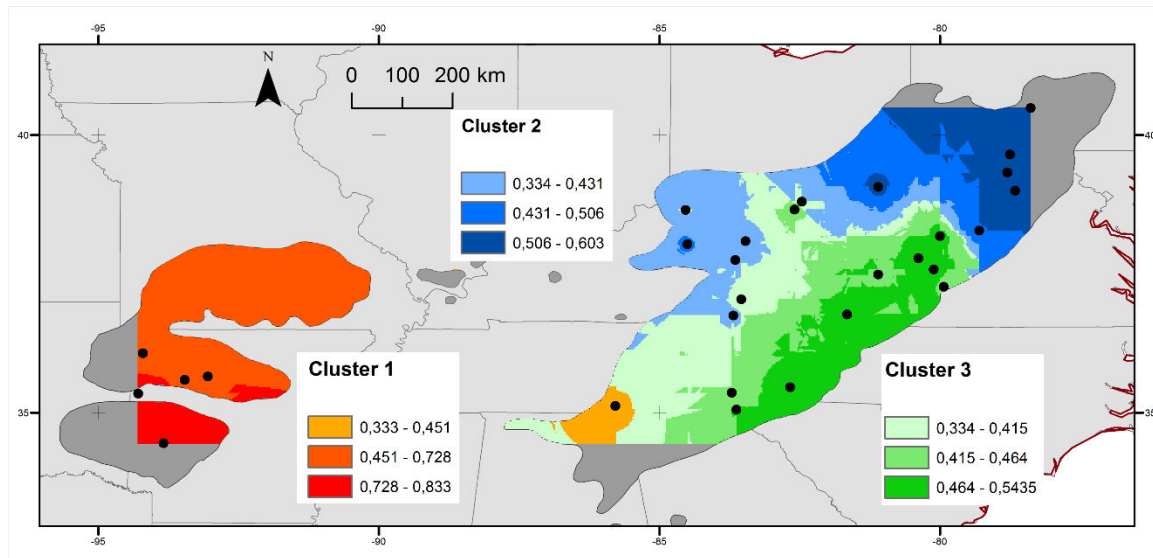 -95 -90 -85 -80
N
0 100 200 km
40 40
Cluster 2
0,334 - 0,431
0,431 - 0,506
0,506 - 0,603
Cluster 1
0,333 - 0,451
0,451 - 0,728
0,728 - 0,833
Cluster 3
0,334 - 0,415
0,415 - 0,464
0,464 - 0,5435
35 35
-95 -90 -85 -80